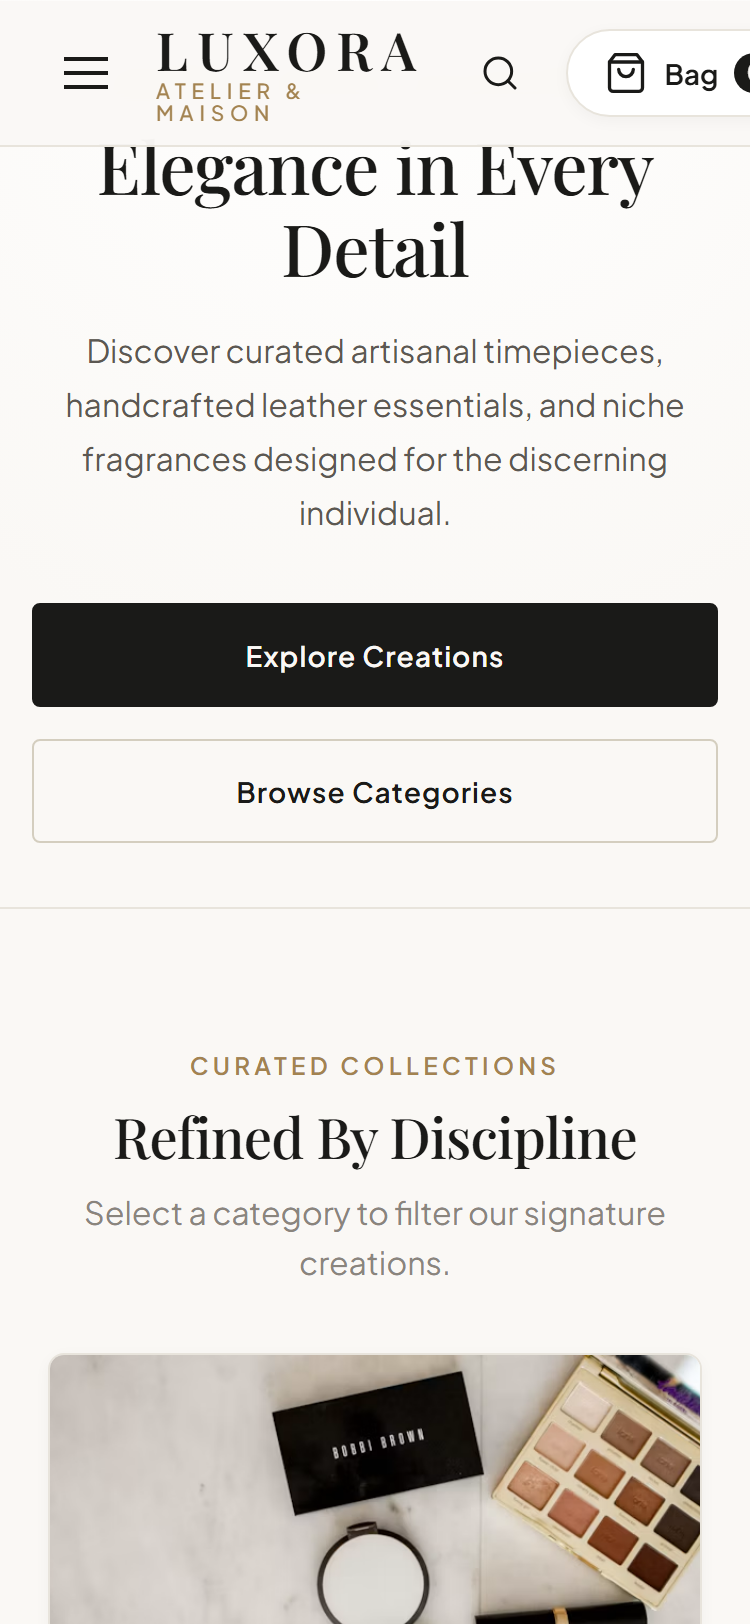 LUXORA
ATELIER &
MAISON
Bag
Elegance in Every
Detail
Discover curated artisanal timepieces,
handcrafted leather essentials, and niche
fragrances designed for the discerning
individual.
Explore Creations
Browse Categories
CURATED COLLECTIONS
Refined By Discipline
Select a category to filter our signature
creations.
BOBBI BROWN